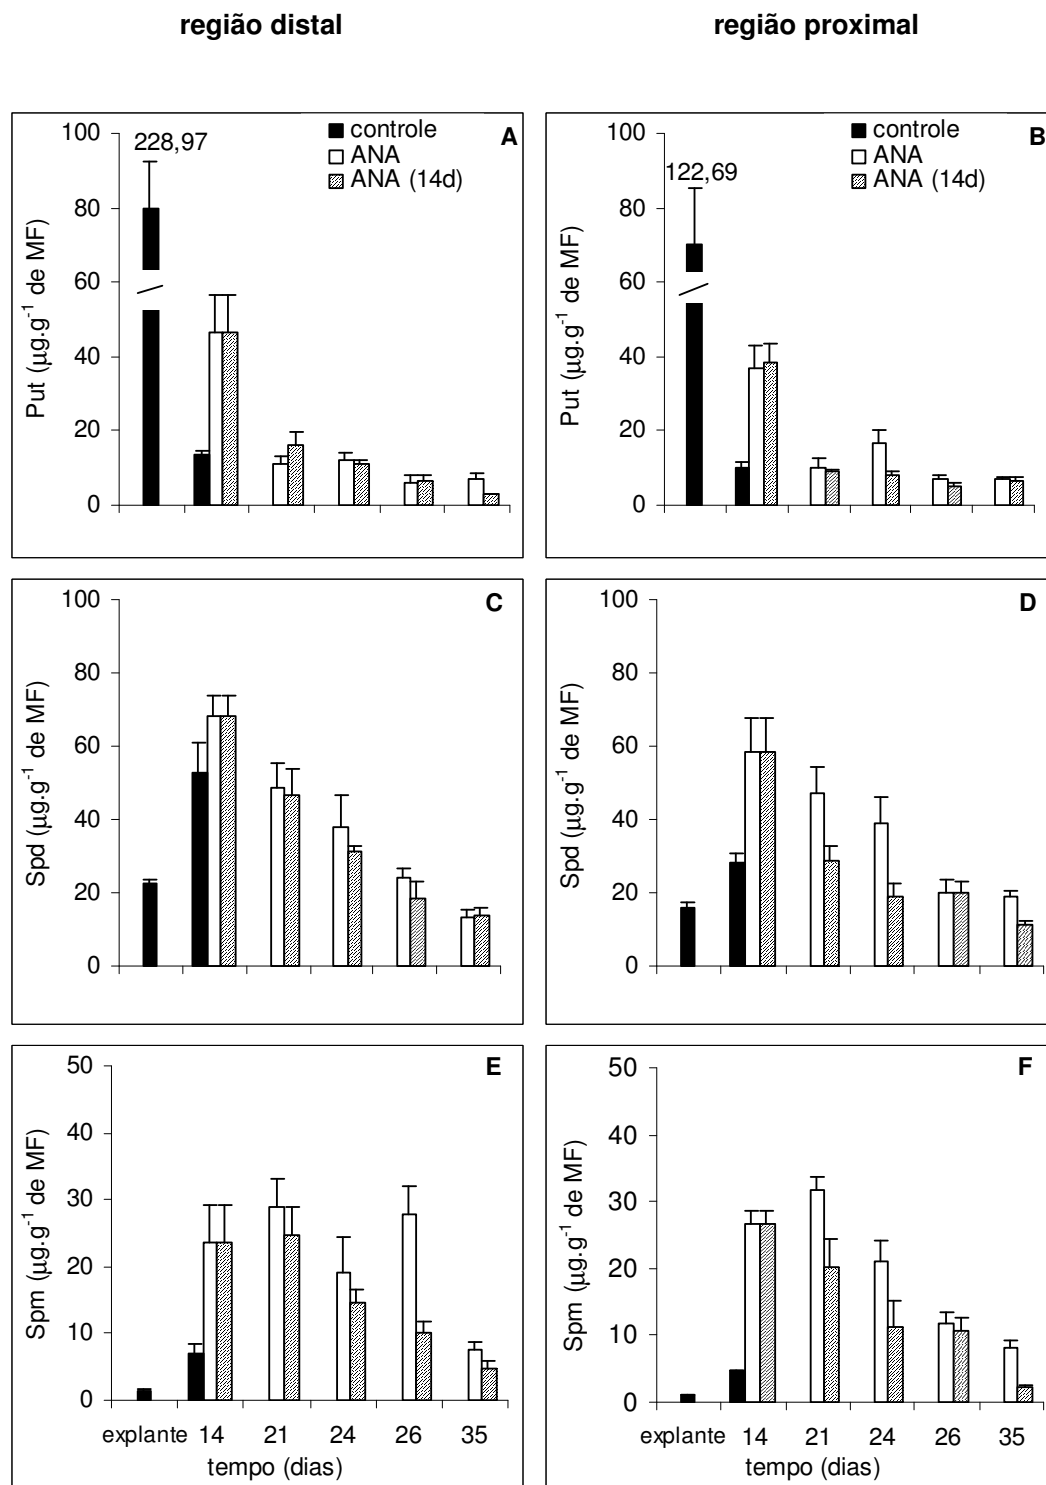 região distal
região proximal
A
controle
ANA
ANA (14d)
228,97
Put (µg.g-1 de MF)
100
80
60
40
20
0
B
controle
ANA
ANA (14d)
122,69
Put (µg.g-1 de MF)
100
80
60
40
20
0
C
Spd (µg.g-1 de MF)
100
80
60
40
20
0
D
Spd (µg.g-1 de MF)
100
80
60
40
20
0
E
Spm (µg.g-1 de MF)
50
40
30
20
10
0
explante 14 21 24 26 35
tempo (dias)
F
Spm (µg.g-1 de MF)
50
40
30
20
10
0
explante 14 21 24 26 35
tempo (dias)